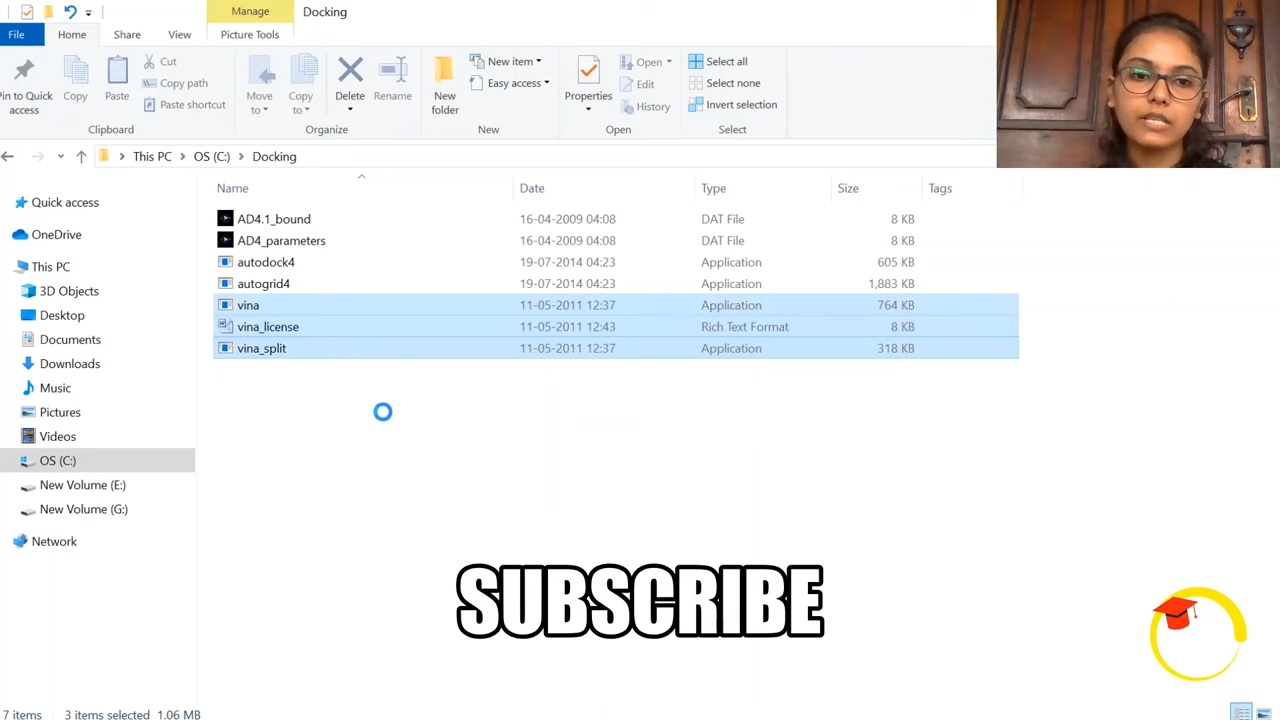 Manage
Docking
File
Home
Share
View
Picture Tools
Pin to Quick
access
Copy
Paste
Cut
Copy path
Paste shortcut
Clipboard
Move
to
Copy
to
Delete
Rename
Organize
New
folder
New item
Easy access
New
Properties
Open
Edit
History
Open
Select all
Select none
Invert selection
Select
This PC
OS (C:)
Docking
Name
Date
Type
Size
Tags
Quick access
OneDrive
This PC
3D Objects
Desktop
Documents
Downloads
Music
Pictures
Videos
OS (C:)
New Volume (E:)
New Volume (G:)
Network
AD4.1_bound 16-04-2009 04:08 DAT File 8 KB
AD4_parameters 16-04-2009 04:08 DAT File 8 KB
autodock4 19-07-2014 04:23 Application 605 KB
autogrid4 19-07-2014 04:23 Application 1,883 KB
vina 11-05-2011 12:37 Application 764 KB
vina_license 11-05-2011 12:43 Rich Text Format 8 KB
vina_split 11-05-2011 12:37 Application 318 KB
SUBSCRIBE
7 items 3 items selected 1.06 MB